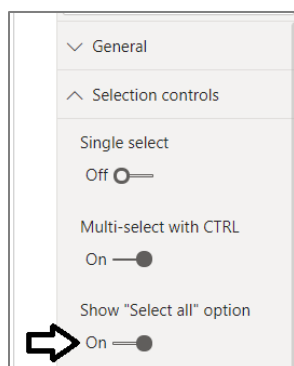 General
Selection controls
Single select
Off
Multi-select with CTRL
On
Show "Select all" option
On